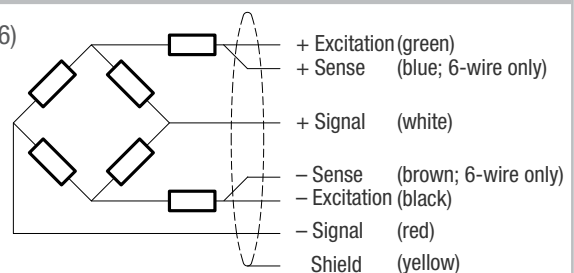 6)
+ Excitation (green)
+ Sense (blue; 6-wire only)
+ Signal (white)
– Sense (brown; 6-wire only)
– Excitation (black)
– Signal (red)
Shield (yellow)